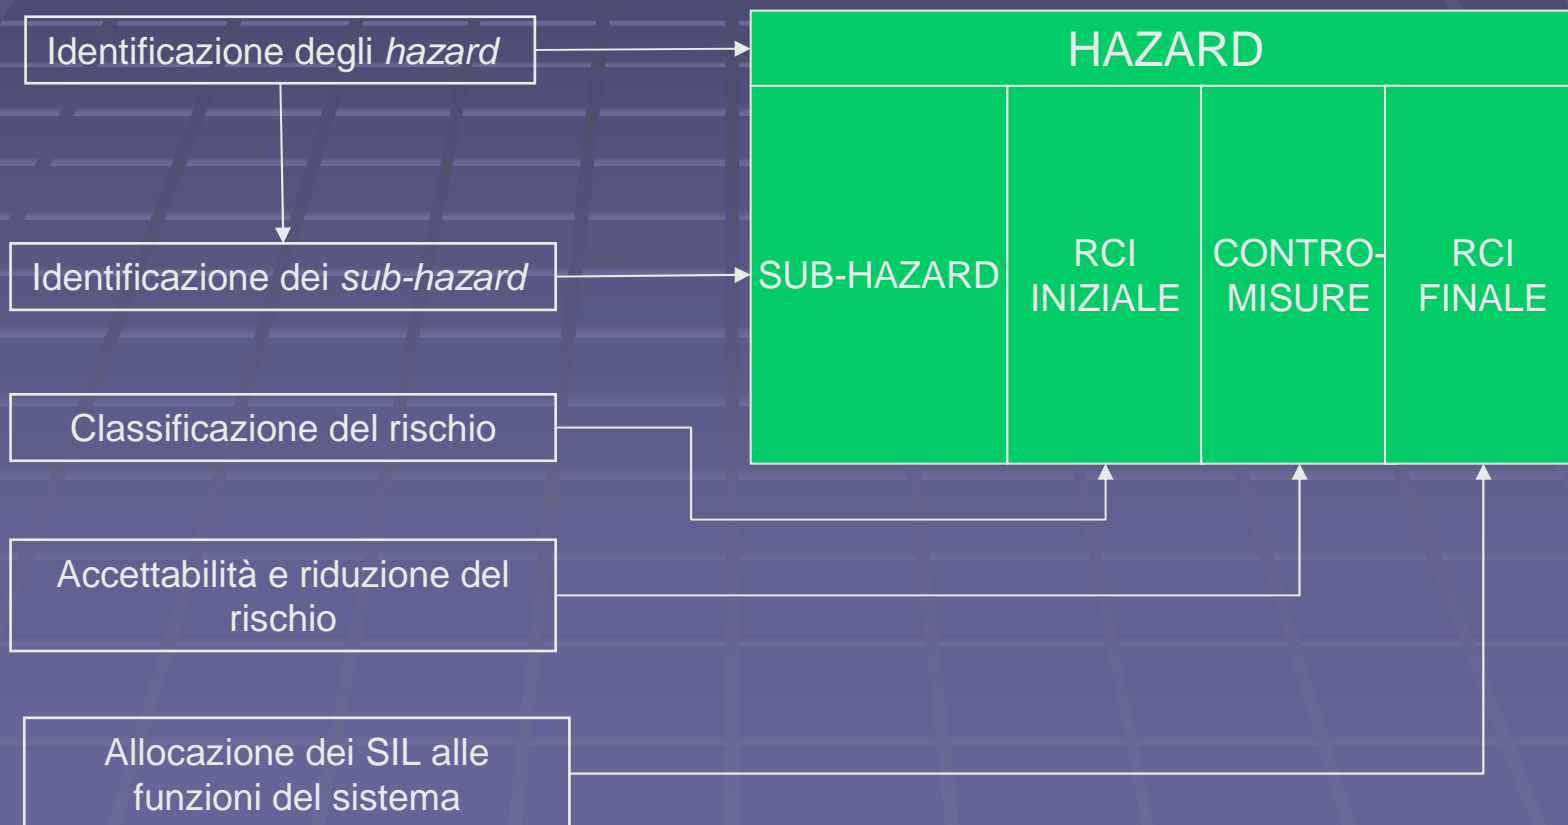 Identificazione degli hazard
HAZARD
Identificazione dei sub-hazard
SUB-HAZARD
RCI
INIZIALE
CONTRO-
MISURE
RCI
FINALE
Classificazione del rischio
Accettabilità e riduzione del
rischio
Allocazione dei SIL alle
funzioni del sistema